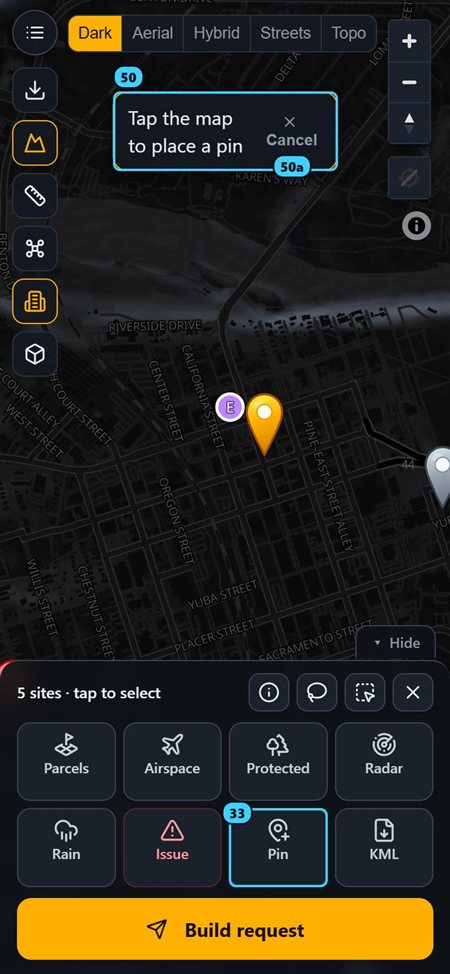 Dark
Aerial
Hybrid
Streets
Topo
50
Tap the map
to place a pin
Cancel
50a
KAREN'S WAY
RIVERSIDE DRIVE
CENTER STREET
CALIFORNIA STREET
COURT ALLEY
COURT STREET
WEST STREET
E
PINE-EAST STREET ALLEY
44
OREGON STREET
YUBA STREET
WILLIS STREET
CHESTNUT STREET
PLACER STREET
SACRAMENTO STREET
Hide
5 sites · tap to select
Parcels
Airspace
Protected
Radar
33
Rain
Issue
Pin
KML
Build request